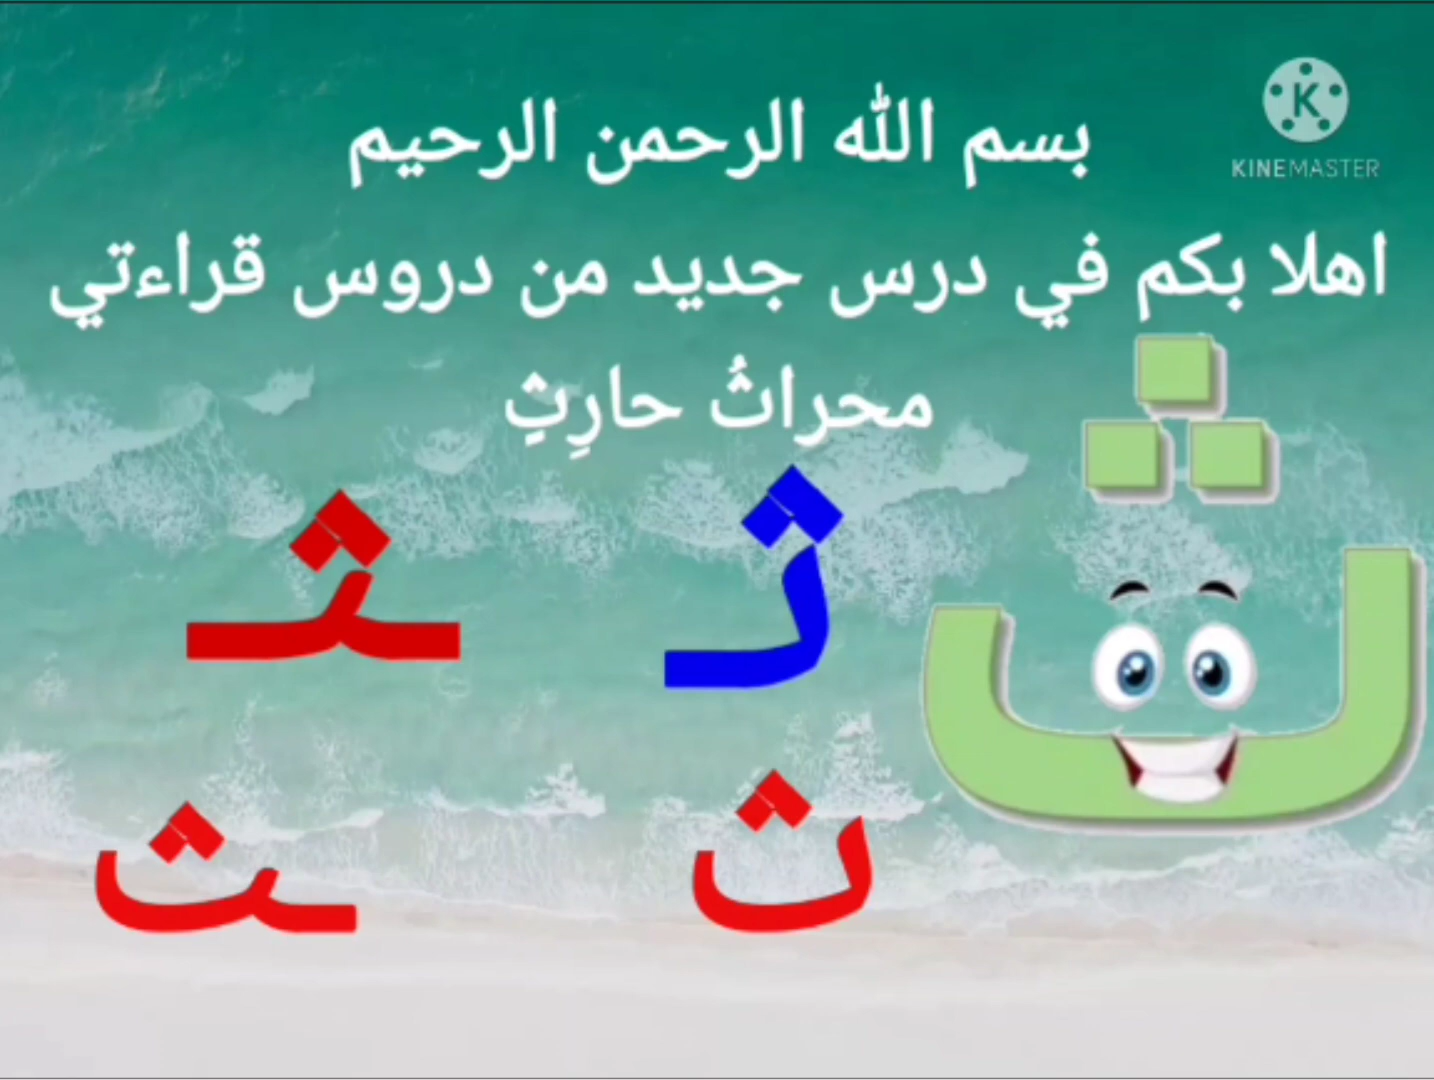 بسم الله الرحمن الرحيم
اهلا بكم في درس جديد من دروس قراءتي
محراثُ حارِثِ
ثـ ـثـ
ث ـث
ث
KINEMASTER